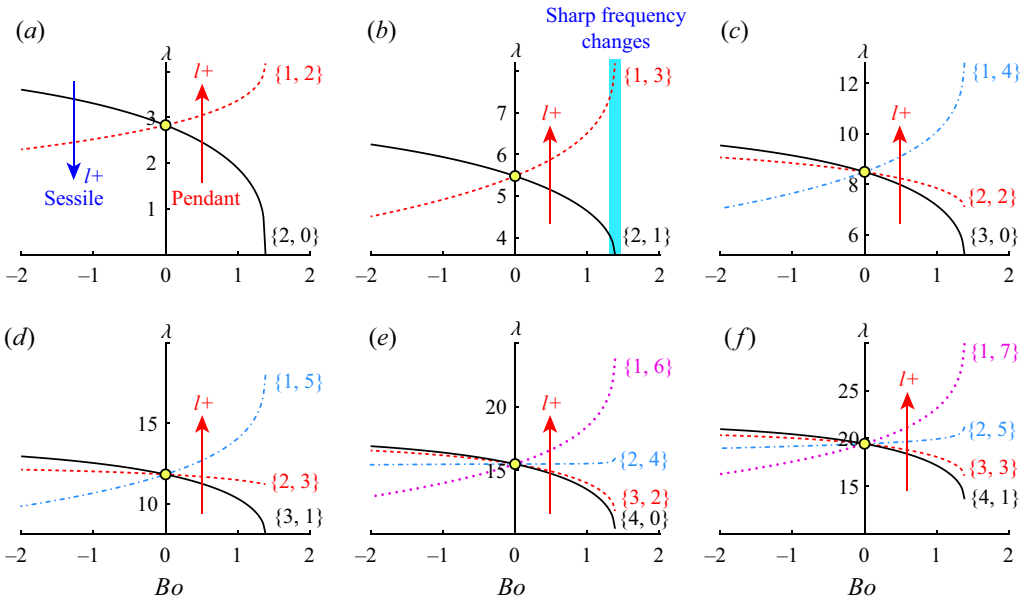 (a)
λ
3
2
1
{1, 2}
{2, 0}
l+
Sessile
l+
Pendant
−2 −1 0 1 2
(b)
Sharp frequency
changes
λ
8
7
6
5
4
{1, 3}
{2, 1}
l+
−2 −1 0 1 2
(c)
λ
12
10
8
6
{1, 4}
{2, 2}
{3, 0}
l+
−2 −1 0 1 2
(d)
λ
15
10
{1, 5}
{2, 3}
{3, 1}
l+
−2 −1 0 1 2
Bo
(e)
λ
20
15
{1, 6}
{2, 4}
{3, 2}
{4, 0}
l+
−2 −1 0 1 2
Bo
(f)
λ
25
20
15
{1, 7}
{2, 5}
{3, 3}
{4, 1}
l+
−2 −1 0 1 2
Bo